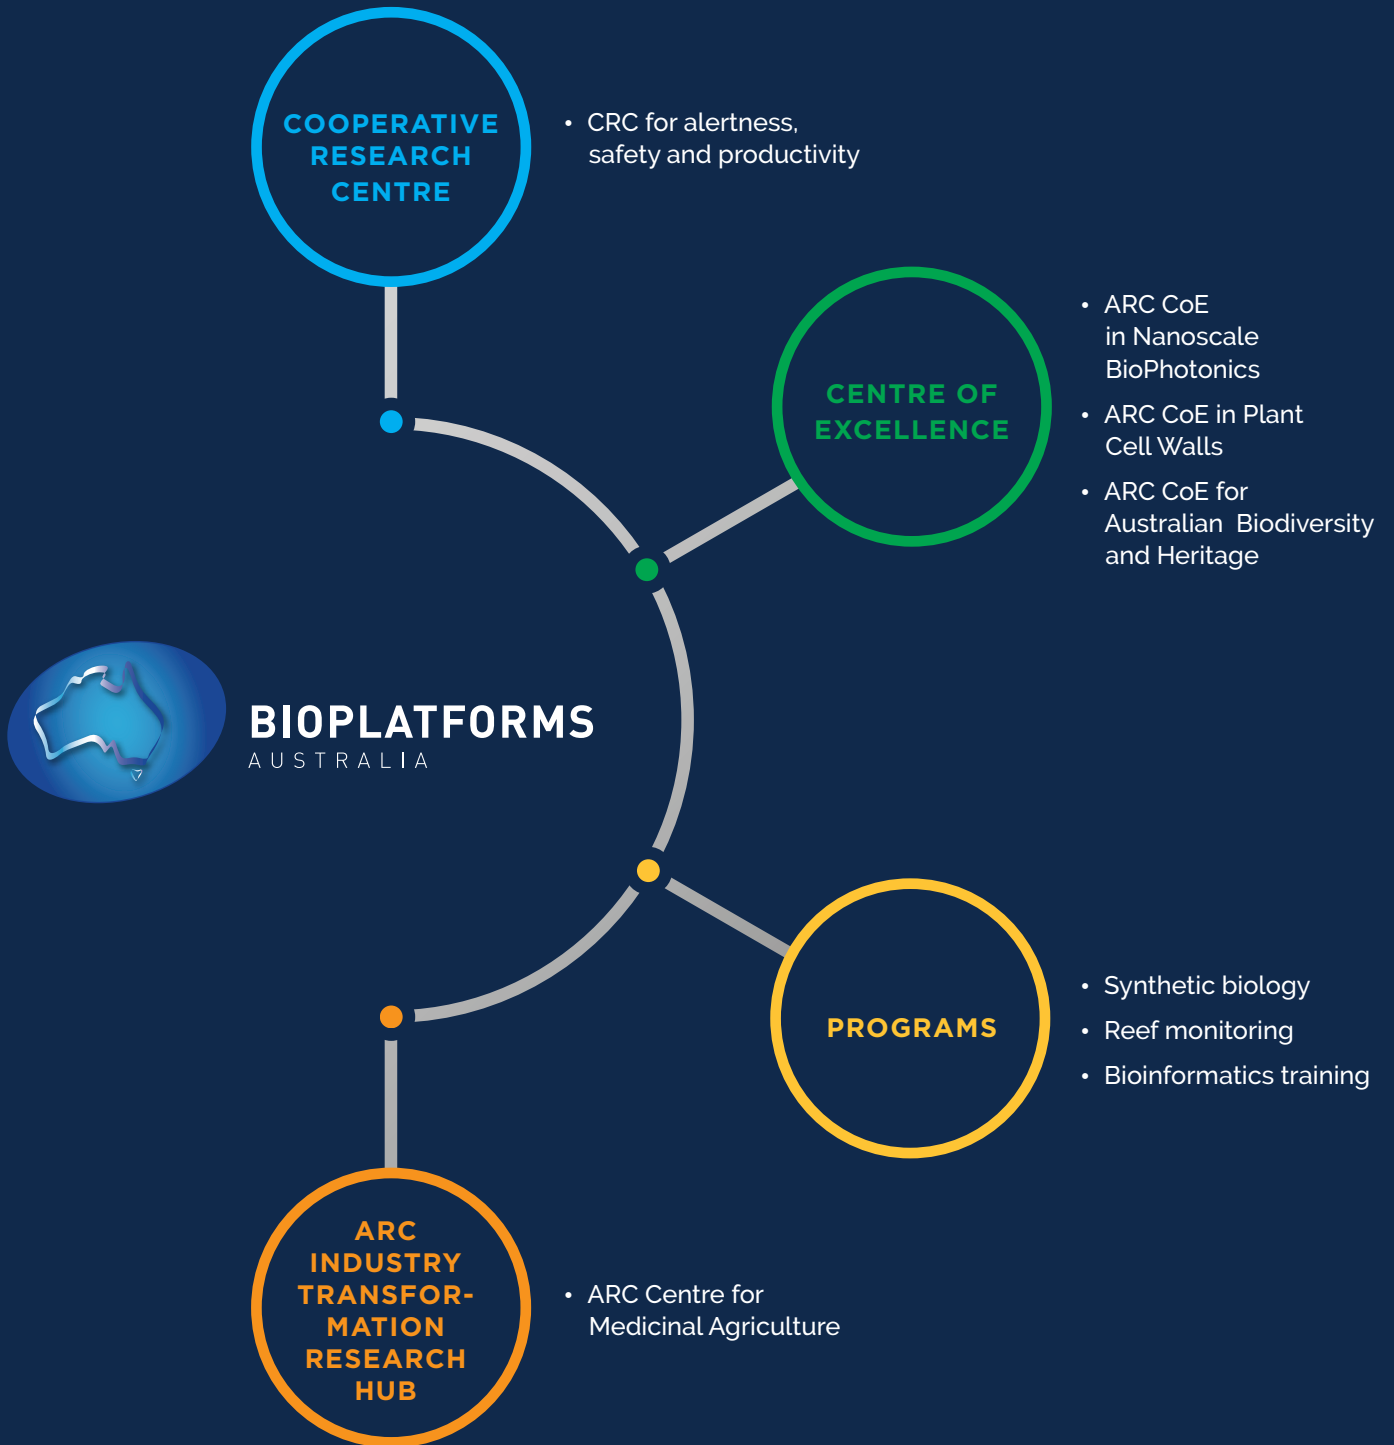 COOPERATIVE
RESEARCH
CENTRE
• CRC for alertness,
safety and productivity
CENTRE OF
EXCELLENCE
• ARC CoE
in Nanoscale
BioPhotonics
• ARC CoE in Plant
Cell Walls
• ARC CoE for
Australian Biodiversity
and Heritage
BIOPLATFORMS
AUSTRALIA
PROGRAMS
• Synthetic biology
• Reef monitoring
• Bioinformatics training
ARC
INDUSTRY
TRANSFOR-
MATION
RESEARCH
HUB
• ARC Centre for
Medicinal Agriculture